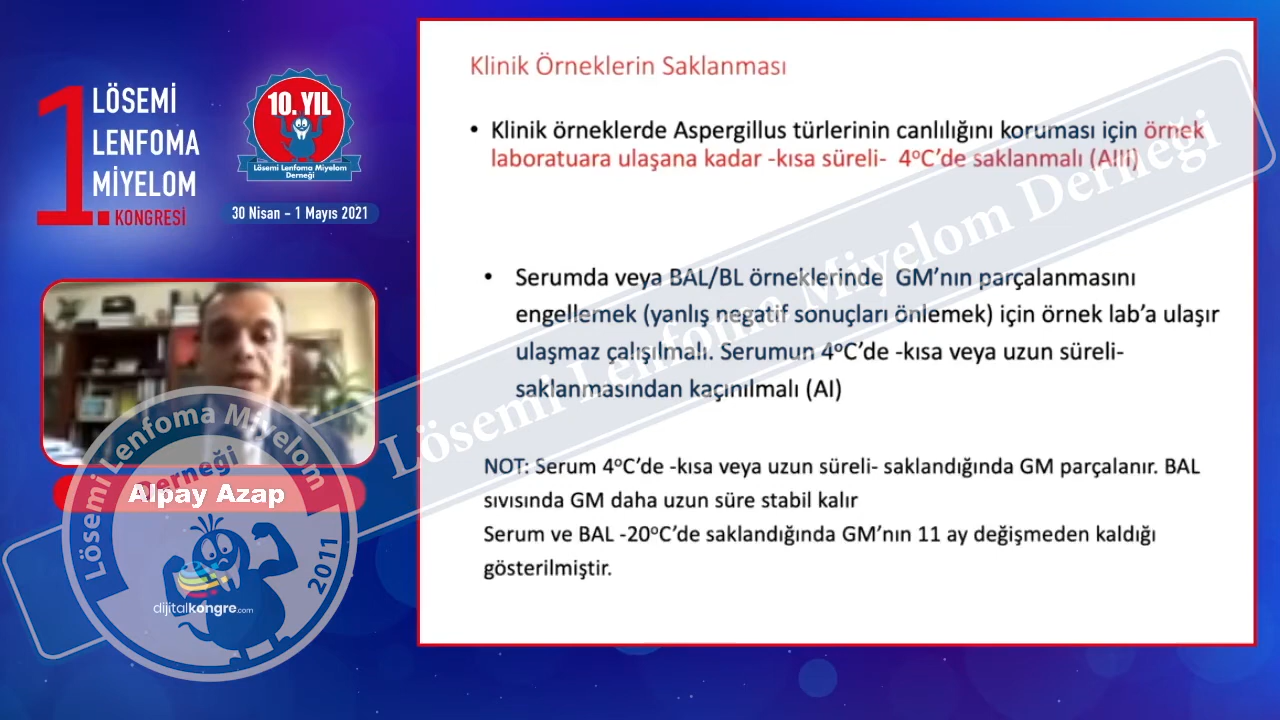 1.
LÖSEMİ
LENFOMA
MİYELOM
KONGRESİ
10. YIL
Lösemi Lenfoma Miyelom
Derneği
30 Nisan - 1 Mayıs 2021
Alpay Azap
Lösemi Lenfoma Miyelom
Derneği
2011
dijitalkongre.com
Klinik Örneklerin Saklanması
• Klinik örneklerde Aspergillus türlerinin canlılığını koruması için örnek
laboratuara ulaşana kadar -kısa süreli- 4ºC’de saklanmalı (AIII)
• Serumda veya BAL/BL örneklerinde GM’nın parçalanmasını
engellemek (yanlış negatif sonuçları önlemek) için örnek lab’a ulaşır
ulaşmaz çalışılmalı. Serumun 4ºC’de -kısa veya uzun süreli-
saklanmasından kaçınılmalı (AI)
NOT: Serum 4ºC’de -kısa veya uzun süreli- saklandığında GM parçalanır. BAL
sıvısında GM daha uzun süre stabil kalır
Serum ve BAL -20ºC’de saklandığında GM’nın 11 ay değişmeden kaldığı
gösterilmiştir.
Lösemi Lenfoma Miyelom Derneği